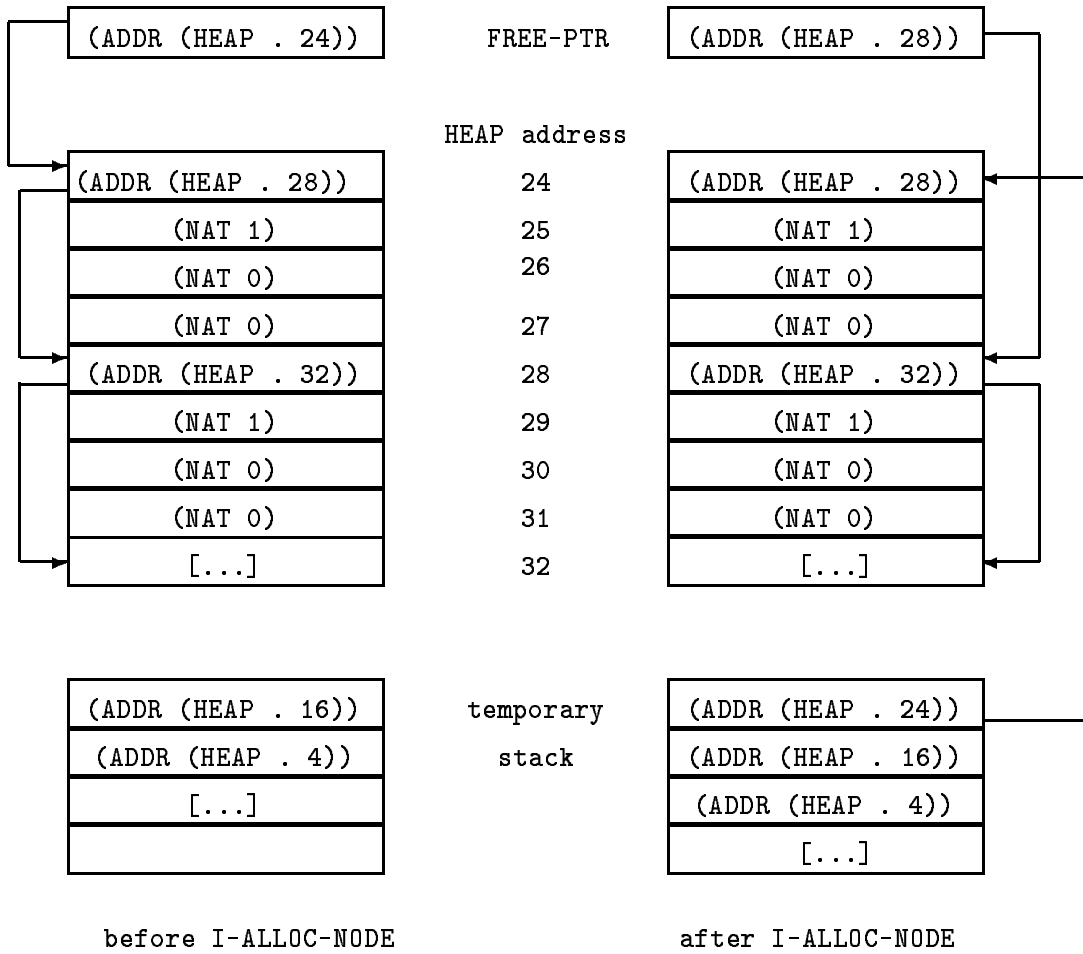 (ADDR (HEAP . 24)) FREE-PTR (ADDR (HEAP . 28))
HEAP address
(ADDR (HEAP . 28)) 24 (ADDR (HEAP . 28))
(NAT 1) 25 (NAT 1)
(NAT 0) 26 (NAT 0)
(NAT 0) 27 (NAT 0)
(ADDR (HEAP . 32)) 28 (ADDR (HEAP . 32))
(NAT 1) 29 (NAT 1)
(NAT 0) 30 (NAT 0)
(NAT 0) 31 (NAT 0)
[...] 32 [...]
(ADDR (HEAP . 16)) temporary (ADDR (HEAP . 24))
(ADDR (HEAP . 4)) stack (ADDR (HEAP . 16))
[...] (ADDR (HEAP . 4))
[...]
before I-ALLOC-NODE after I-ALLOC-NODE